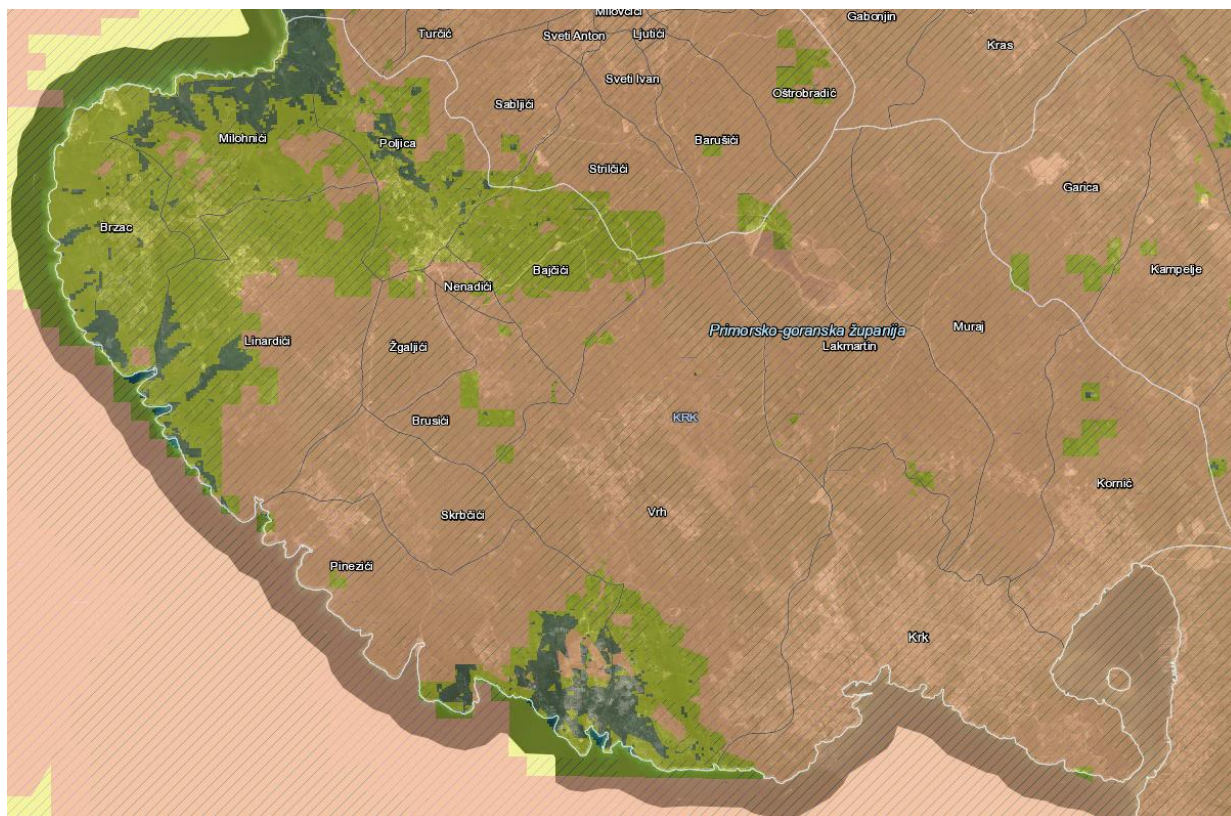 Milovčići
Gabonjin
Turčić
Sveti Anton
Ljutići
Kras
Sveti Ivan
Oštrobradić
Sabljići
Milohnići
Poljica
Barušići
Strilčići
Garica
Brzac
Bajčići
Kampelje
Nenadići
Primorsko-goranska županija
Muraj
Linardići
Žgaljići
Lakmartin
Brusići
KRK
Kornić
Skrbčići
Vrh
Pinezići
Krk